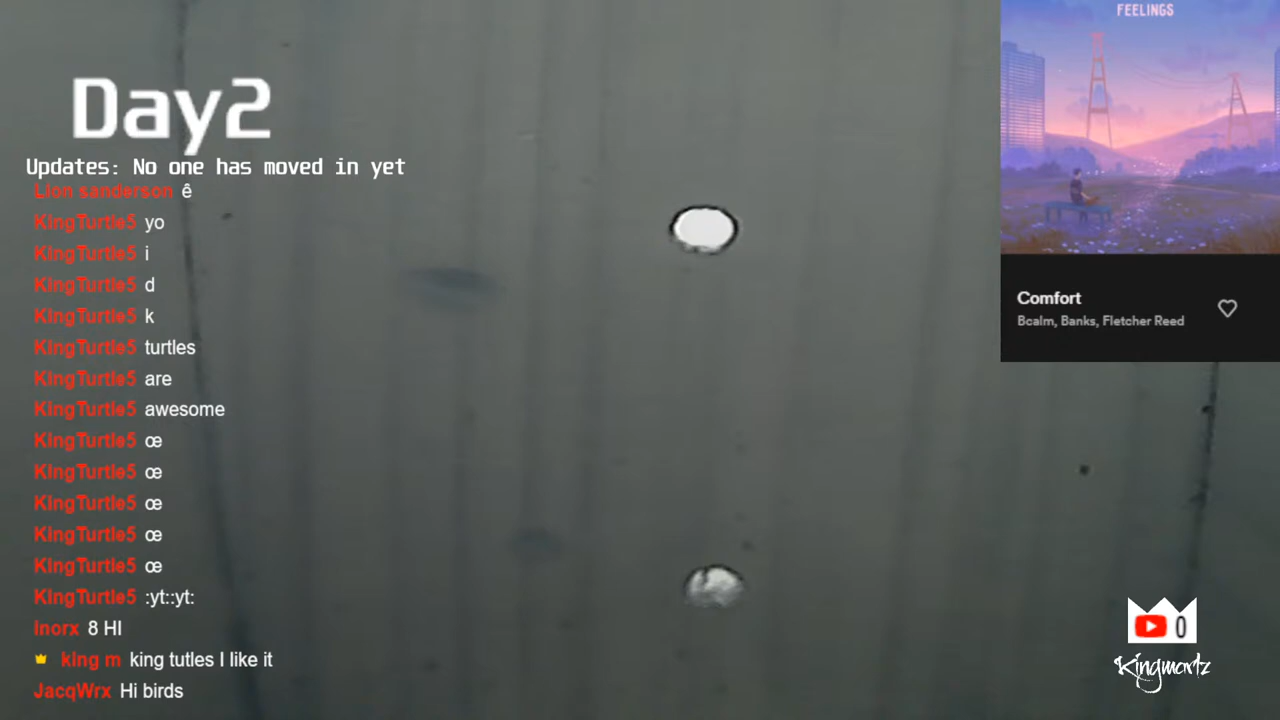 FEELINGS
Day2
Updates: No one has moved in yet
Lion sanderson ê
KingTurtle5 yo
KingTurtle5 i
KingTurtle5 d
KingTurtle5 k
KingTurtle5 turtles
KingTurtle5 are
KingTurtle5 awesome
KingTurtle5 œ
KingTurtle5 œ
KingTurtle5 œ
KingTurtle5 œ
KingTurtle5 œ
KingTurtle5 :yt::yt:
Inorx 8 HI
king m king tutles I like it
JacqWrx Hi birds
Comfort
Bcalm, Banks, Fletcher Reed
0
Kingmartz